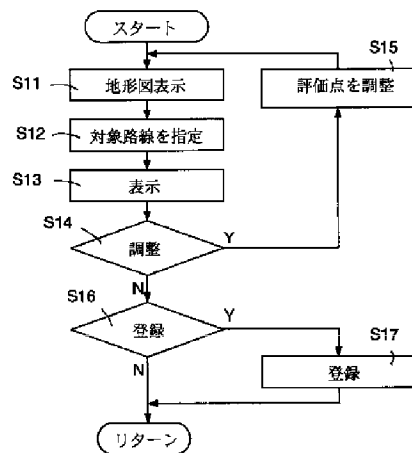 スタート
S15
S11
地形図表示
評価点を調整
S12
対象路線を指定
S13
表示
S14
調整
Y
N
S16
登録
Y
S17
登録
N
リターン